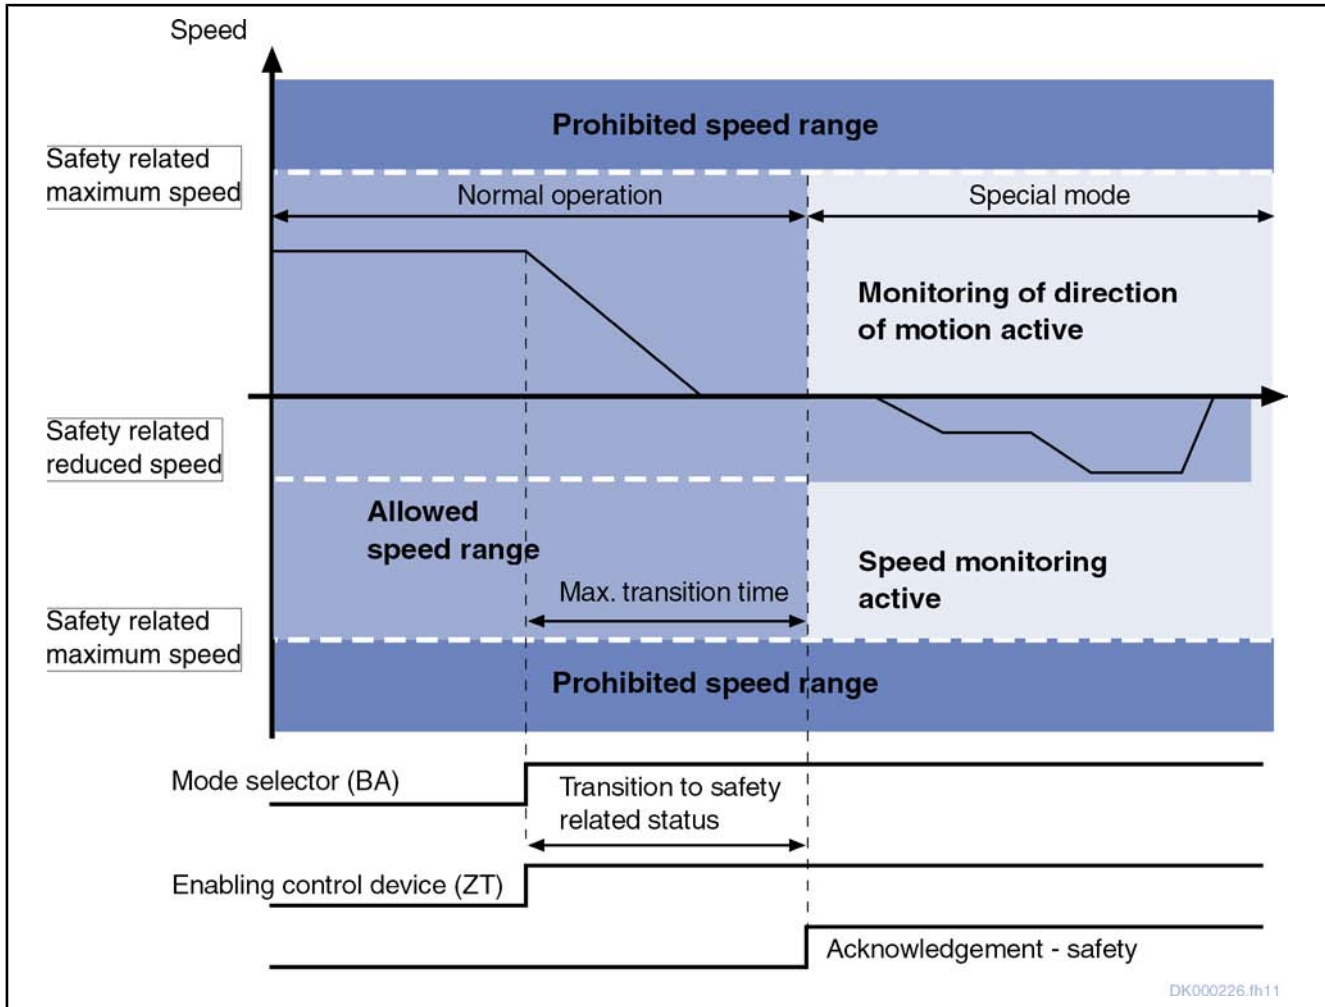 Speed
Prohibited speed range
Safety related
maximum speed
Normal operation
Special mode
Monitoring of direction
of motion active
Safety related
reduced speed
Allowed
speed range
Speed monitoring
active
Max. transition time
Safety related
maximum speed
Prohibited speed range
Mode selector (BA)
Transition to safety
related status
Enabling control device (ZT)
Acknowledgement - safety
DK000226.fh11